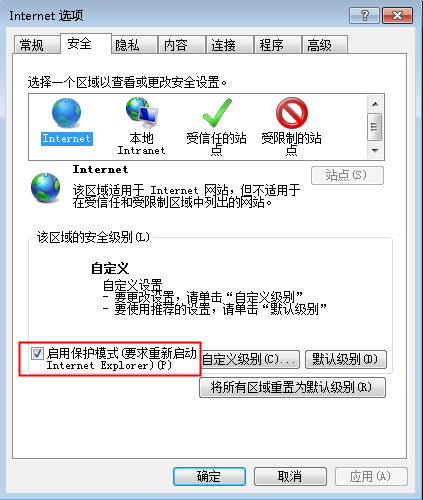 Internet 选项
常规
安全
隐私
内容
连接
程序
高级
选择一个区域以查看或更改安全设置。
Internet
本地
Intranet
受信任的站
点
受限制的站
点
Internet
站点(S)
该区域适用于 Internet 网站，但不适用于
在受信任和受限制区域中列出的网站。
该区域的安全级别(L)
自定义
自定义设置
- 要更改设置，请单击“自定义级别”
- 要使用推荐的设置，请单击“默认级别”
启用保护模式(要求重新启动
Internet Explorer)(P)
自定义级别(C)...
默认级别(D)
将所有区域重置为默认级别(R)
确定
取消
应用(A)